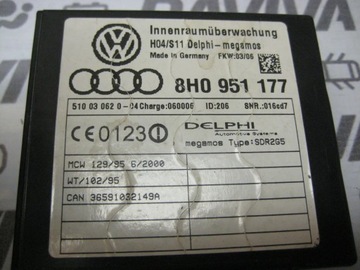 Innenraumüberwachung
H04/S11 Delphi-megamos
Made in Germany FKW:03/06
8H0 951 177
510 03 062 0 -04 Charge:060006 ID:206 SNR.:016cd7
CE0123
DELPHI
Automotive Systems
megamos Type:SDR2G5
MCW 129/95 6/2000
WT/102/95
CAN 36591032149A